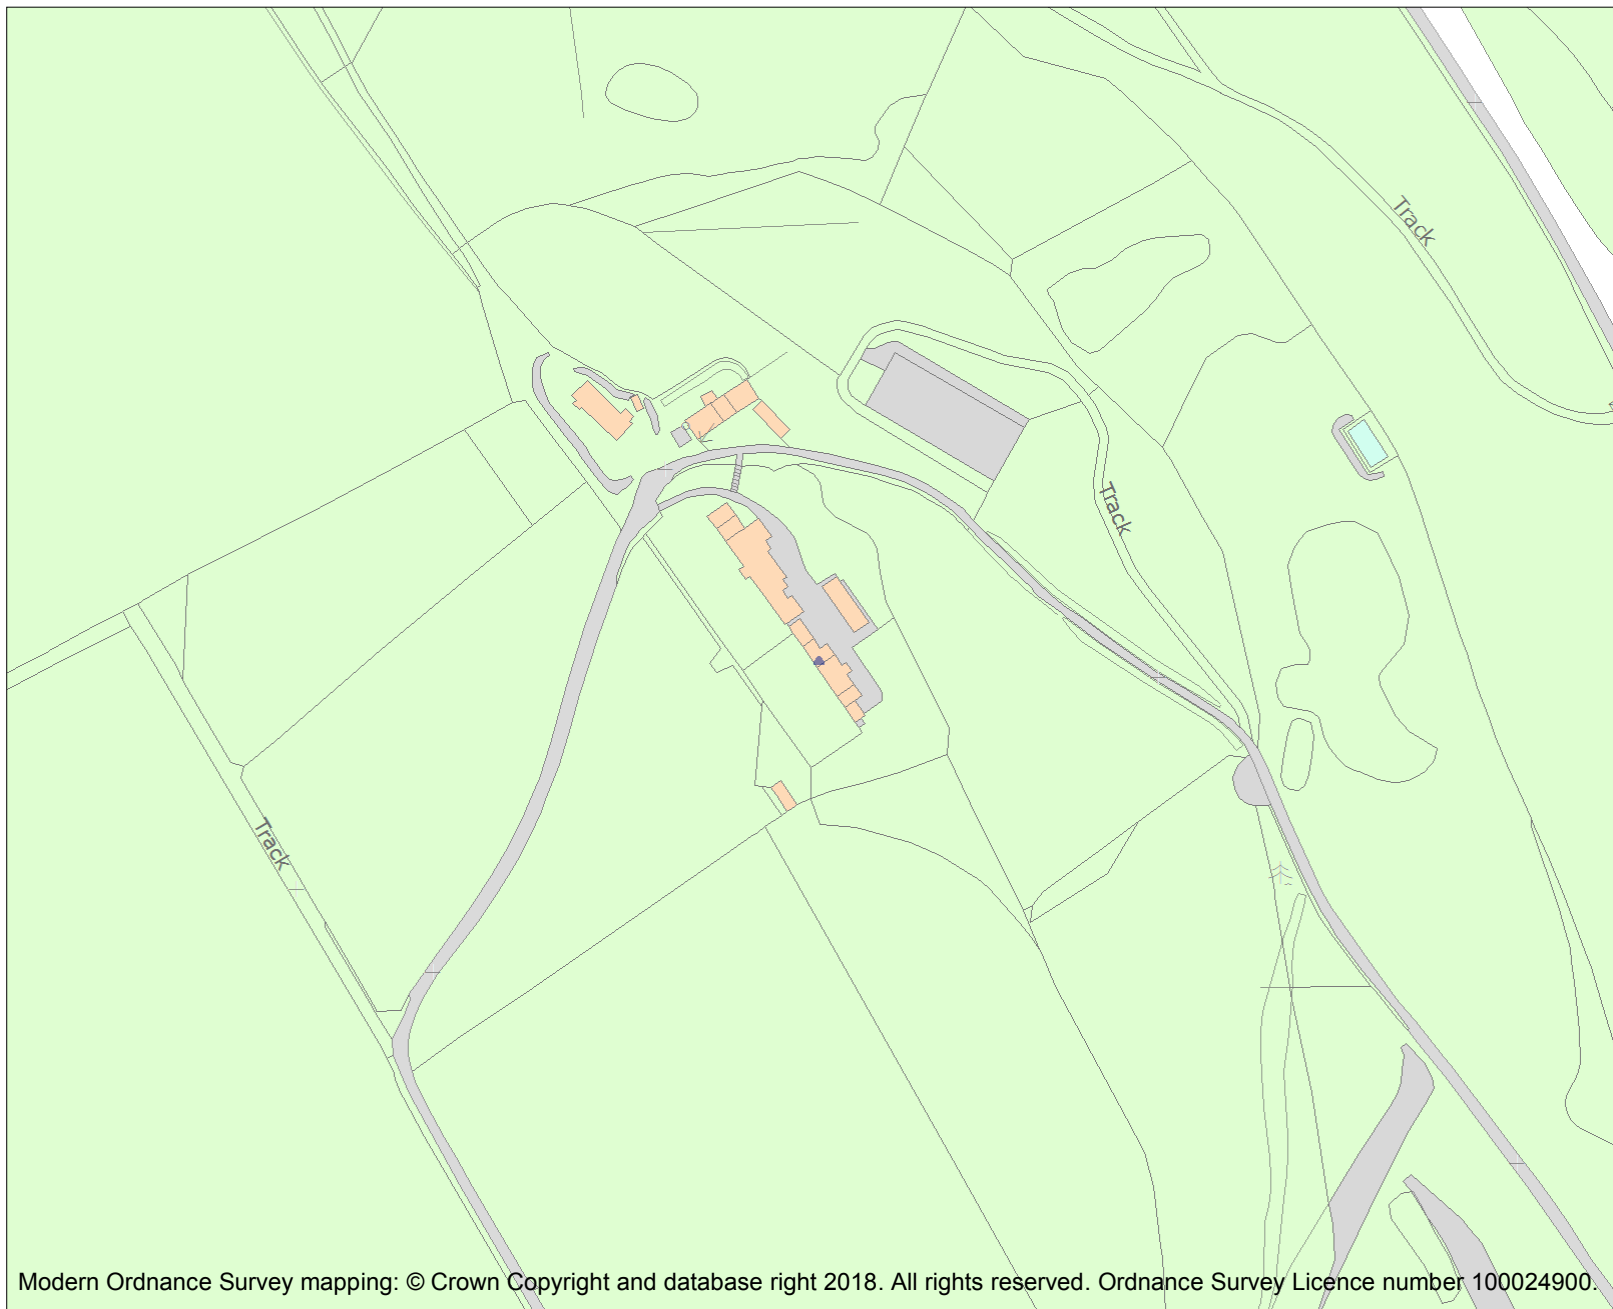 Track
Track
Track
Modern Ordnance Survey mapping: © Crown Copyright and database right 2018. All rights reserved. Ordnance Survey Licence number 100024900.